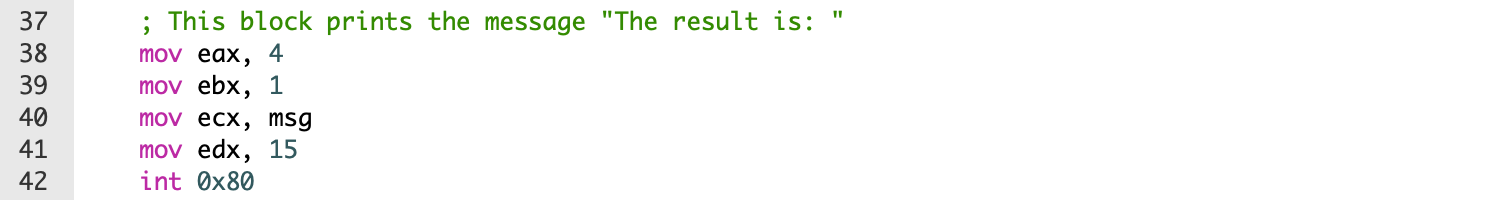 37 ; This block prints the message "The result is: "
38 mov eax, 4
39 mov ebx, 1
40 mov ecx, msg
41 mov edx, 15
42 int 0x80